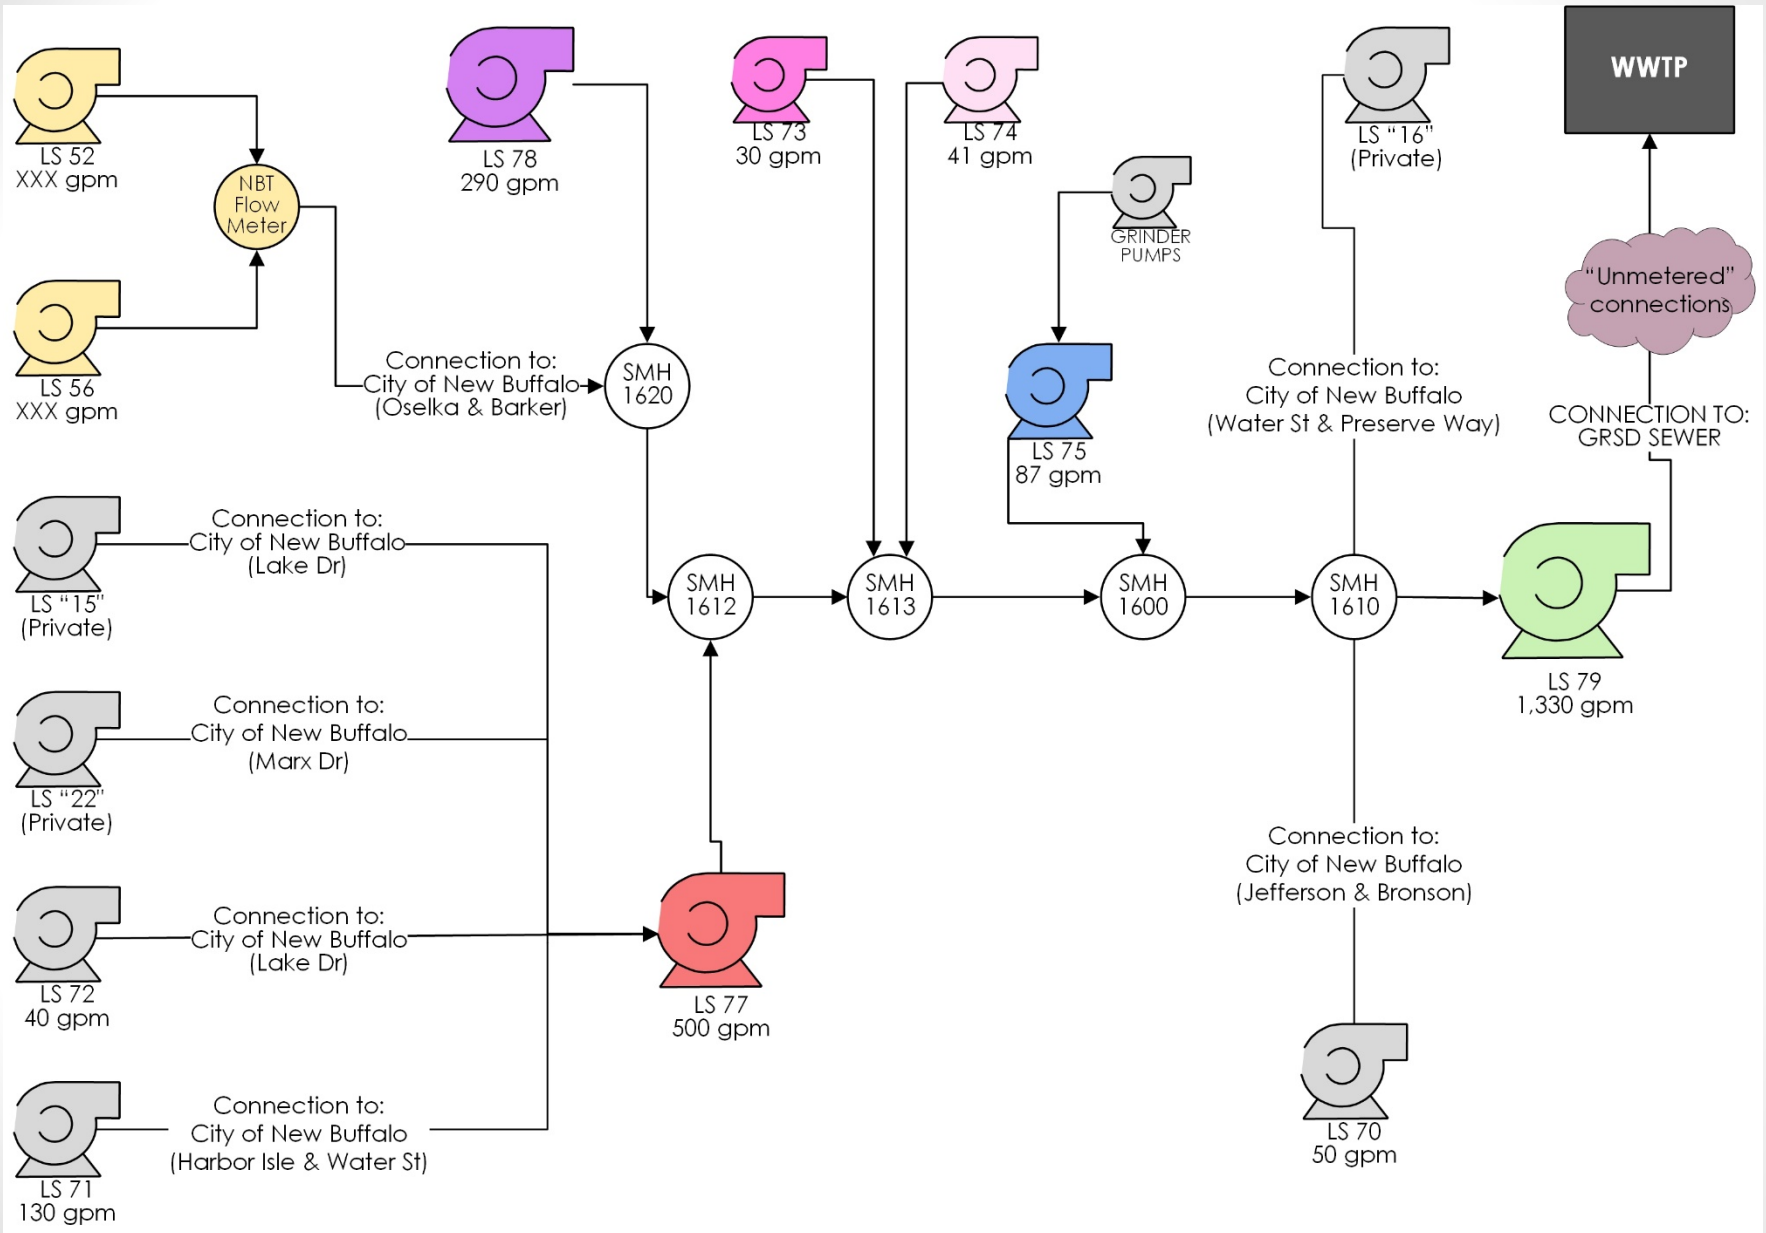 LS 52
XXX gpm
NBT
Flow
Meter
LS 56
XXX gpm
LS 78
290 gpm
LS 73
30 gpm
LS 74
41 gpm
GRINDER
PUMPS
LS "16"
(Private)
WWTP
"Unmetered"
connections
Connection to:
City of New Buffalo
(Oselka & Barker)
SMH
1620
LS 75
87 gpm
Connection to:
City of New Buffalo
(Water St & Preserve Way)
CONNECTION TO:
GRSD SEWER
LS "15"
(Private)
Connection to:
City of New Buffalo
(Lake Dr)
SMH
1612
SMH
1613
SMH
1600
SMH
1610
LS 79
1,330 gpm
LS "22"
(Private)
Connection to:
City of New Buffalo
(Marx Dr)
LS 72
40 gpm
Connection to:
City of New Buffalo
(Lake Dr)
LS 77
500 gpm
Connection to:
City of New Buffalo
(Jefferson & Bronson)
LS 71
130 gpm
Connection to:
City of New Buffalo
(Harbor Isle & Water St)
LS 70
50 gpm